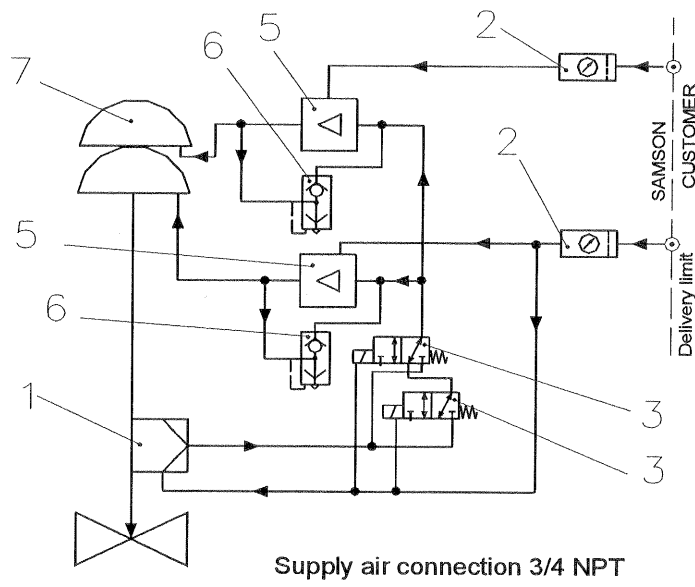 5
2
6
7
SAMSON
CUSTOMER
2
5
Delivery limit
6
3
1
3
Supply air connection 3/4 NPT